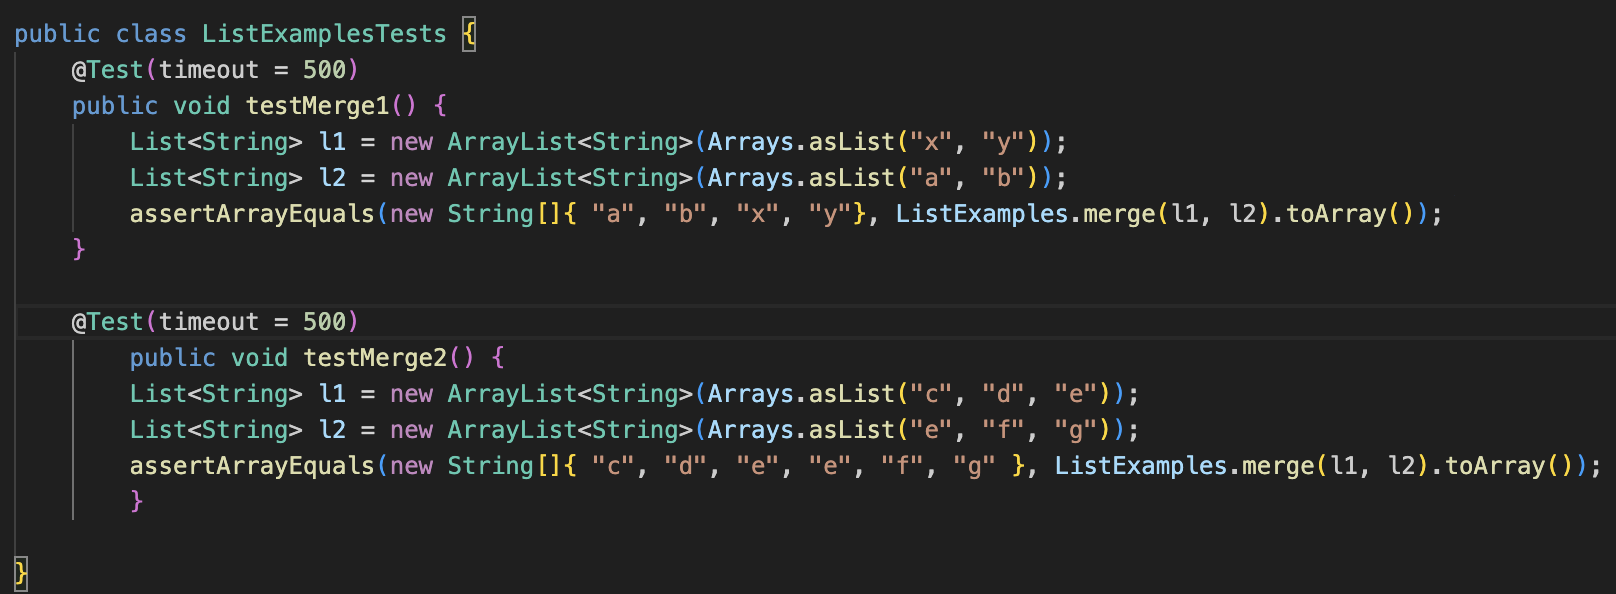 public class ListExamplesTests {
    @Test(timeout = 500)
    public void testMerge1() {
        List<String> l1 = new ArrayList<String>(Arrays.asList("x", "y"));
        List<String> l2 = new ArrayList<String>(Arrays.asList("a", "b"));
        assertArrayEquals(new String[]{ "a", "b", "x", "y"}, ListExamples.merge(l1, l2).toArray());
    }

    @Test(timeout = 500)
        public void testMerge2() {
        List<String> l1 = new ArrayList<String>(Arrays.asList("c", "d", "e"));
        List<String> l2 = new ArrayList<String>(Arrays.asList("e", "f", "g"));
        assertArrayEquals(new String[]{ "c", "d", "e", "e", "f", "g" }, ListExamples.merge(l1, l2).toArray());
        }

}